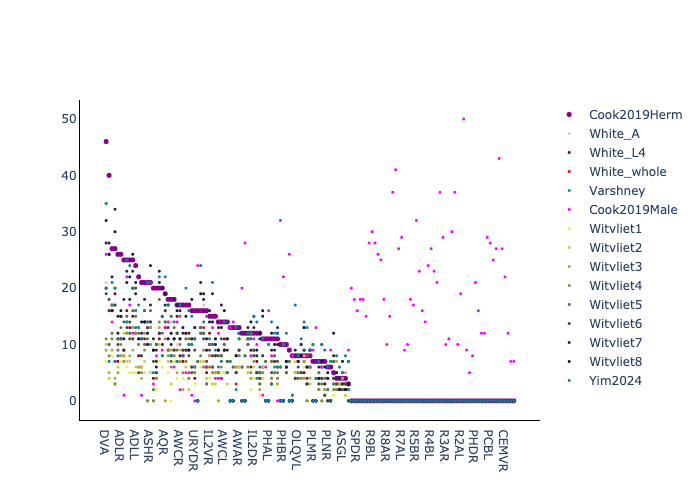 50
40
30
20
10
0
DVA
ADLR
ADLL
ASHR
AQR
AWCR
URYDR
IL2VR
AWCL
AWAR
IL2DR
PHAL
PHBR
OLQVL
PLMR
PLNR
ASGL
SPDR
R9BL
R8AR
R7AL
R5BR
R4BL
R3AR
R2AL
PHDR
PCBL
CEMVR
Cook2019Herm
White_A
White_L4
White_whole
Varshney
Cook2019Male
Witvliet1
Witvliet2
Witvliet3
Witvliet4
Witvliet5
Witvliet6
Witvliet7
Witvliet8
Yim2024